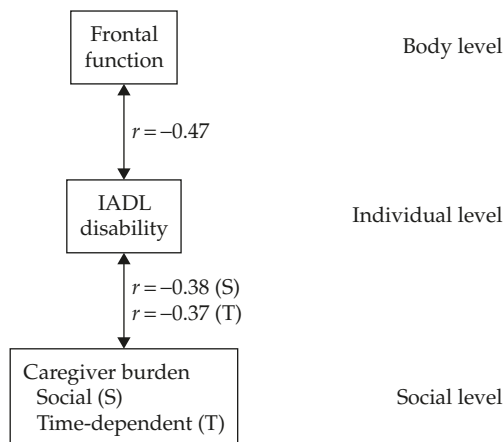 Frontal
function
Body level
r = –0.47
IADL
disability
Individual level
r = –0.38 (S)
r = –0.37 (T)
Caregiver burden
Social (S)
Time-dependent (T)
Social level